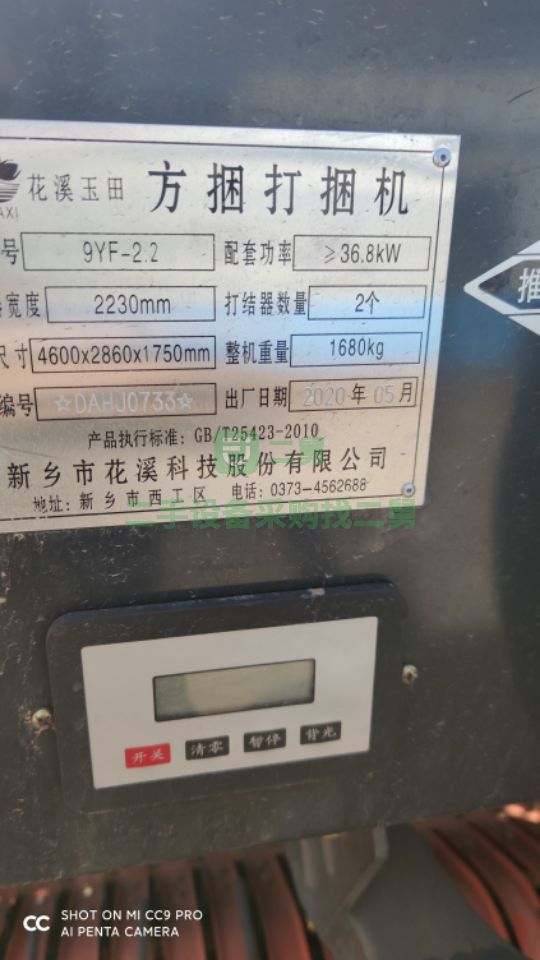 花溪玉田 方捆打捆机
AXI
号 9YF-2.2 配套功率 ≥36.8kW
宽度 2230mm 打结器数量 2个
尺寸 4600x2860x1750mm 整机重量 1680kg
编号 ☆DAHJ0733☆ 出厂日期 2020年05月
产品执行标准: GB/T25423-2010
新乡市花溪科技股份有限公司
地址: 新乡市西工区 电话: 0373-4562688
推
二舅
二手设备采购找二舅
开关 清零 暂停 背光
SHOT ON MI CC9 PRO
AI PENTA CAMERA